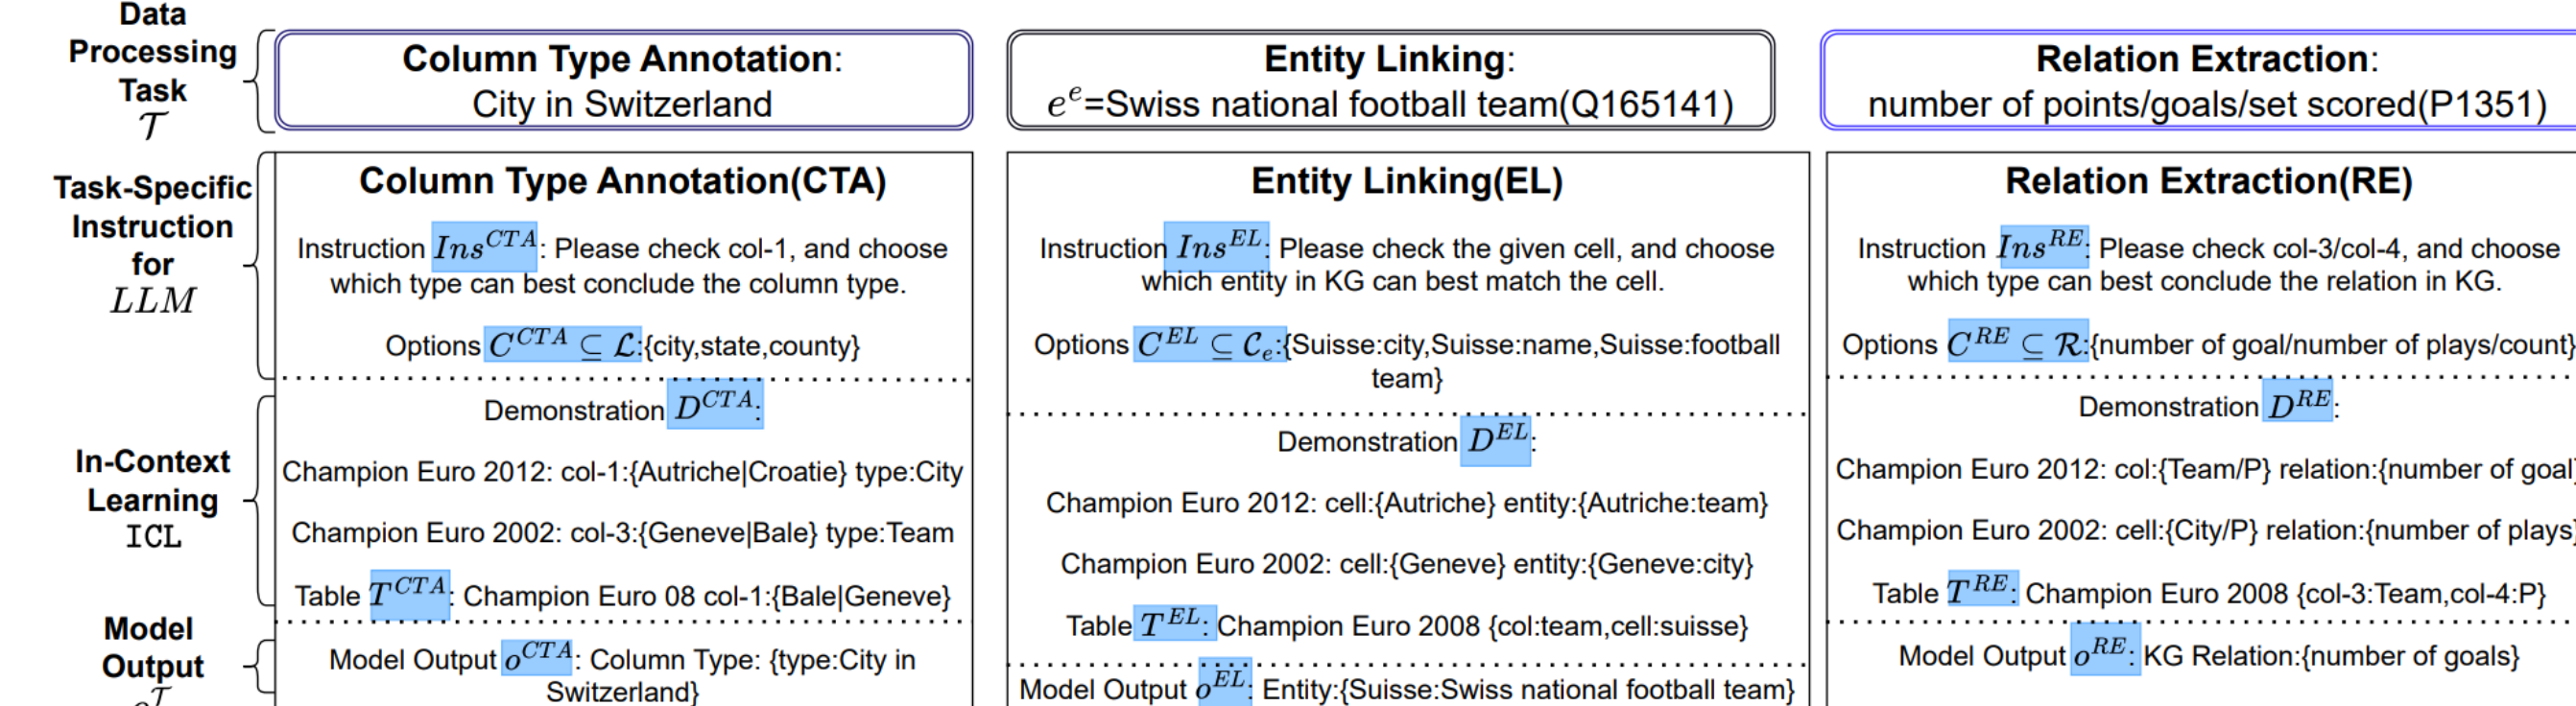 Data
Processing
Task
𝒯
Column Type Annotation:
City in Switzerland
Entity Linking:
eᵉ=Swiss national football team(Q165141)
Relation Extraction:
number of points/goals/set scored(P1351)
Task-Specific
Instruction
for
LLM
Column Type Annotation(CTA)
Instruction Ins^CTA: Please check col-1, and choose
which type can best conclude the column type.
Options C^CTA ⊆ ℒ:{city,state,county}
Entity Linking(EL)
Instruction Ins^EL: Please check the given cell, and choose
which entity in KG can best match the cell.
Options C^EL ⊆ 𝒞_e:{Suisse:city,Suisse:name,Suisse:football
team}
Relation Extraction(RE)
Instruction Ins^RE: Please check col-3/col-4, and choose
which type can best conclude the relation in KG.
Options C^RE ⊆ ℛ:{number of goal/number of plays/count}
In-Context
Learning
ICL
Demonstration D^CTA:
Champion Euro 2012: col-1:{Autriche|Croatie} type:City
Champion Euro 2002: col-3:{Geneve|Bale} type:Team
Table T^CTA: Champion Euro 08 col-1:{Bale|Geneve}
Demonstration D^EL:
Champion Euro 2012: cell:{Autriche} entity:{Autriche:team}
Champion Euro 2002: cell:{Geneve} entity:{Geneve:city}
Table T^EL: Champion Euro 2008 {col:team,cell:suisse}
Demonstration D^RE:
Champion Euro 2012: col:{Team/P} relation:{number of goal}
Champion Euro 2002: cell:{City/P} relation:{number of plays}
Table T^RE: Champion Euro 2008 {col-3:Team,col-4:P}
Model
Output
o^𝒯
Model Output o^CTA: Column Type: {type:City in
Switzerland}
Model Output o^EL: Entity:{Suisse:Swiss national football team}
Model Output o^RE: KG Relation:{number of goals}